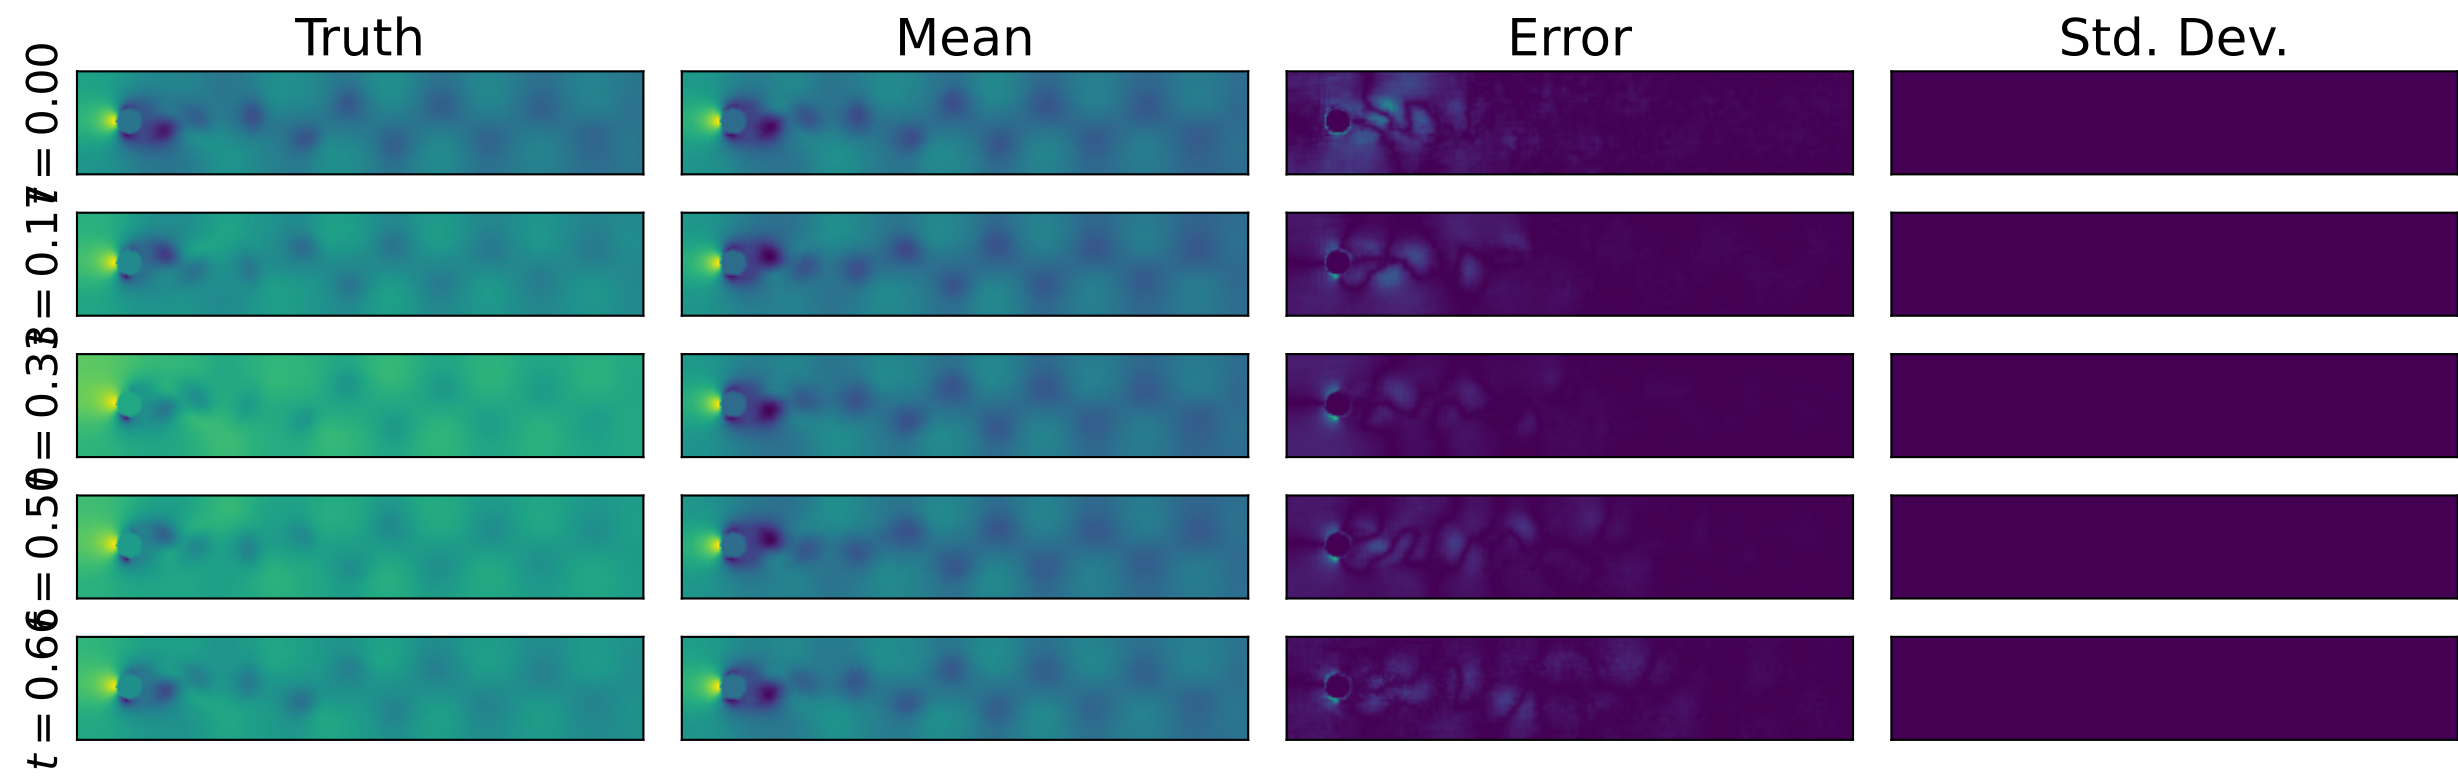 Truth Mean Error Std. Dev.
t = 0.00
t = 0.17
t = 0.33
t = 0.50
t = 0.66